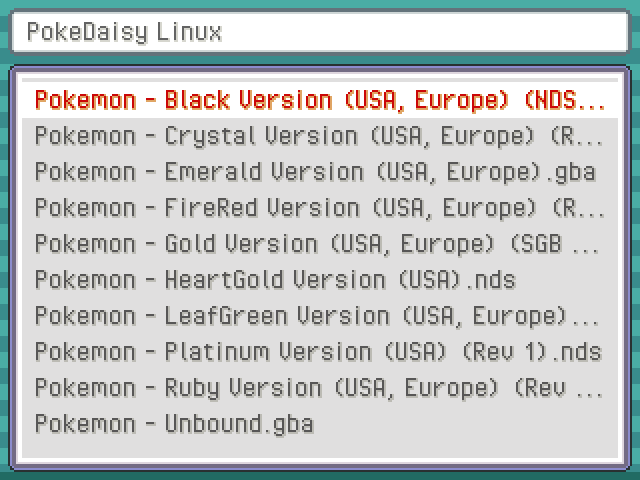 PokeDaisy Linux
Pokemon - Black Version (USA, Europe) (NDS...
Pokemon - Crystal Version (USA, Europe) (R...
Pokemon - Emerald Version (USA, Europe).gba
Pokemon - FireRed Version (USA, Europe) (R...
Pokemon - Gold Version (USA, Europe) (SGB ...
Pokemon - HeartGold Version (USA).nds
Pokemon - LeafGreen Version (USA, Europe)...
Pokemon - Platinum Version (USA) (Rev 1).nds
Pokemon - Ruby Version (USA, Europe) (Rev ...
Pokemon - Unbound.gba